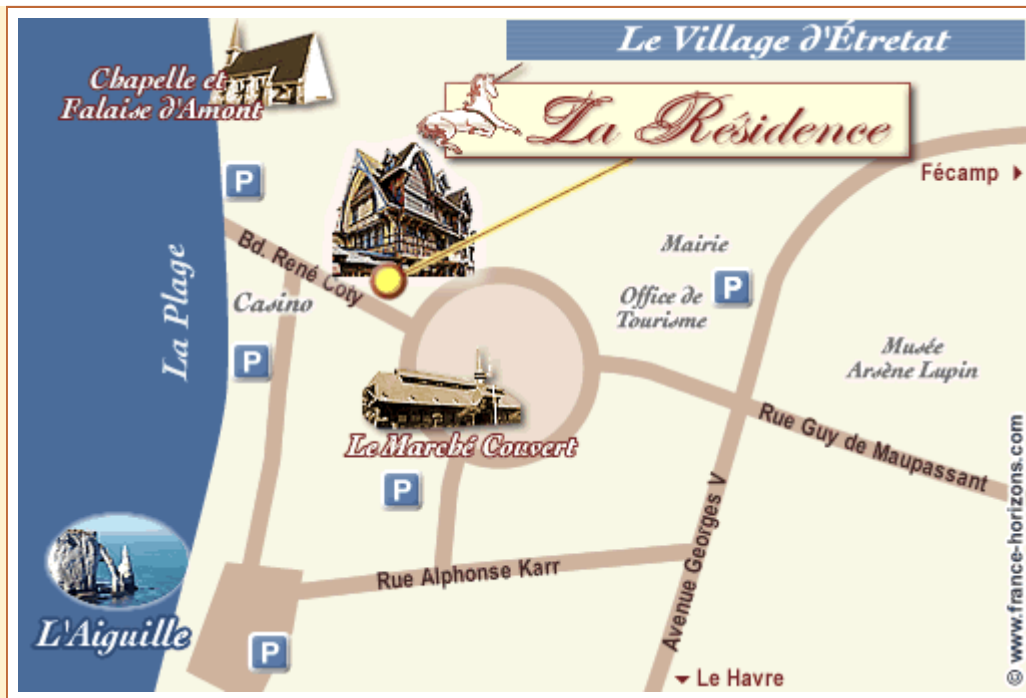 Le Village d'Étretat
Chapelle et
Falaise d'Amont
La Résidence
Fécamp
P
Bd. René Coty
Mairie
La Plage
Casino
Office de
Tourisme
P
Musée
Arsène Lupin
P
Rue Guy de Maupassant
Le Marché Couvert
P
Avenue Georges V
Rue Alphonse Karr
L'Aiguille
P
Le Havre
© www.france-horizons.com